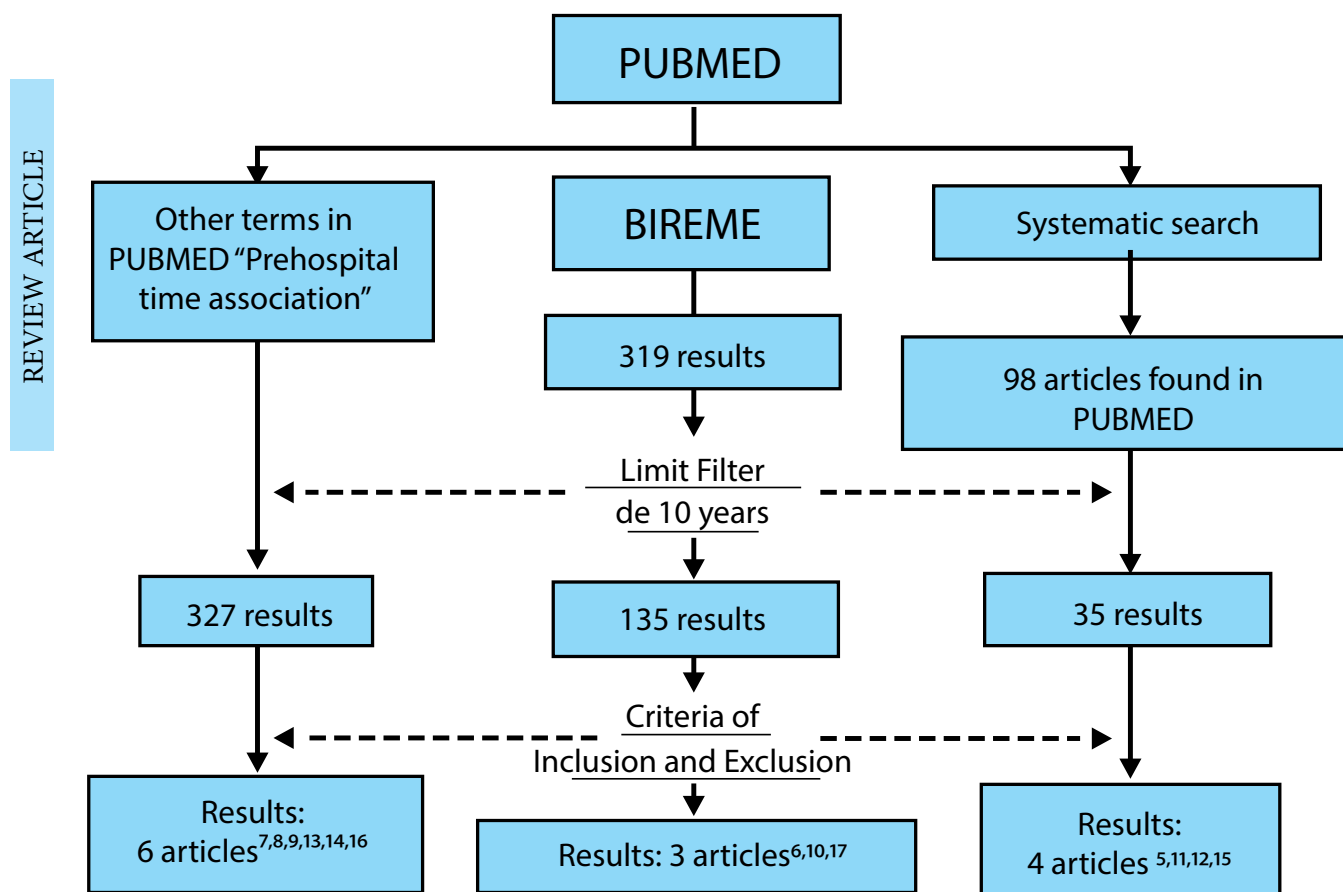 REVIEW ARTICLE
PUBMED
Other terms in
PUBMED “Prehospital
time association”
BIREME
Systematic search
319 results
98 articles found in
PUBMED
Limit Filter
de 10 years
327 results
135 results
35 results
Criteria of
Inclusion and Exclusion
Results:
6 articles7,8,9,13,14,16
Results: 3 articles6,10,17
Results:
4 articles 5,11,12,15